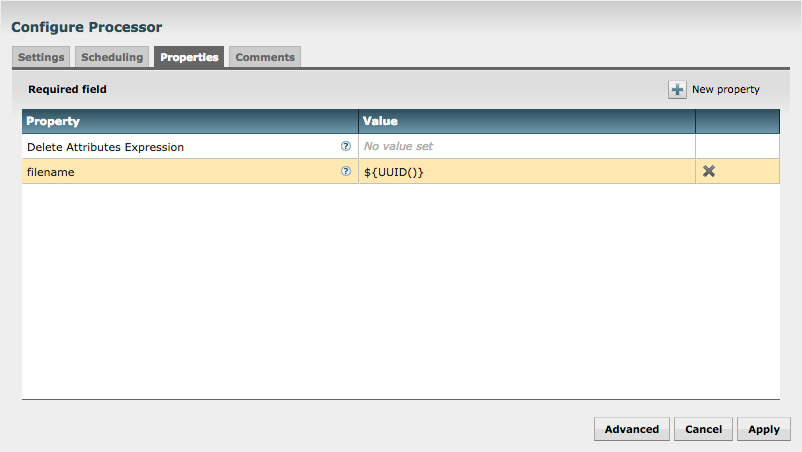 Configure Processor
Settings Scheduling Properties Comments
Required field New property
Property Value
Delete Attributes Expression ? No value set
filename ? ${UUID()}
Advanced Cancel Apply